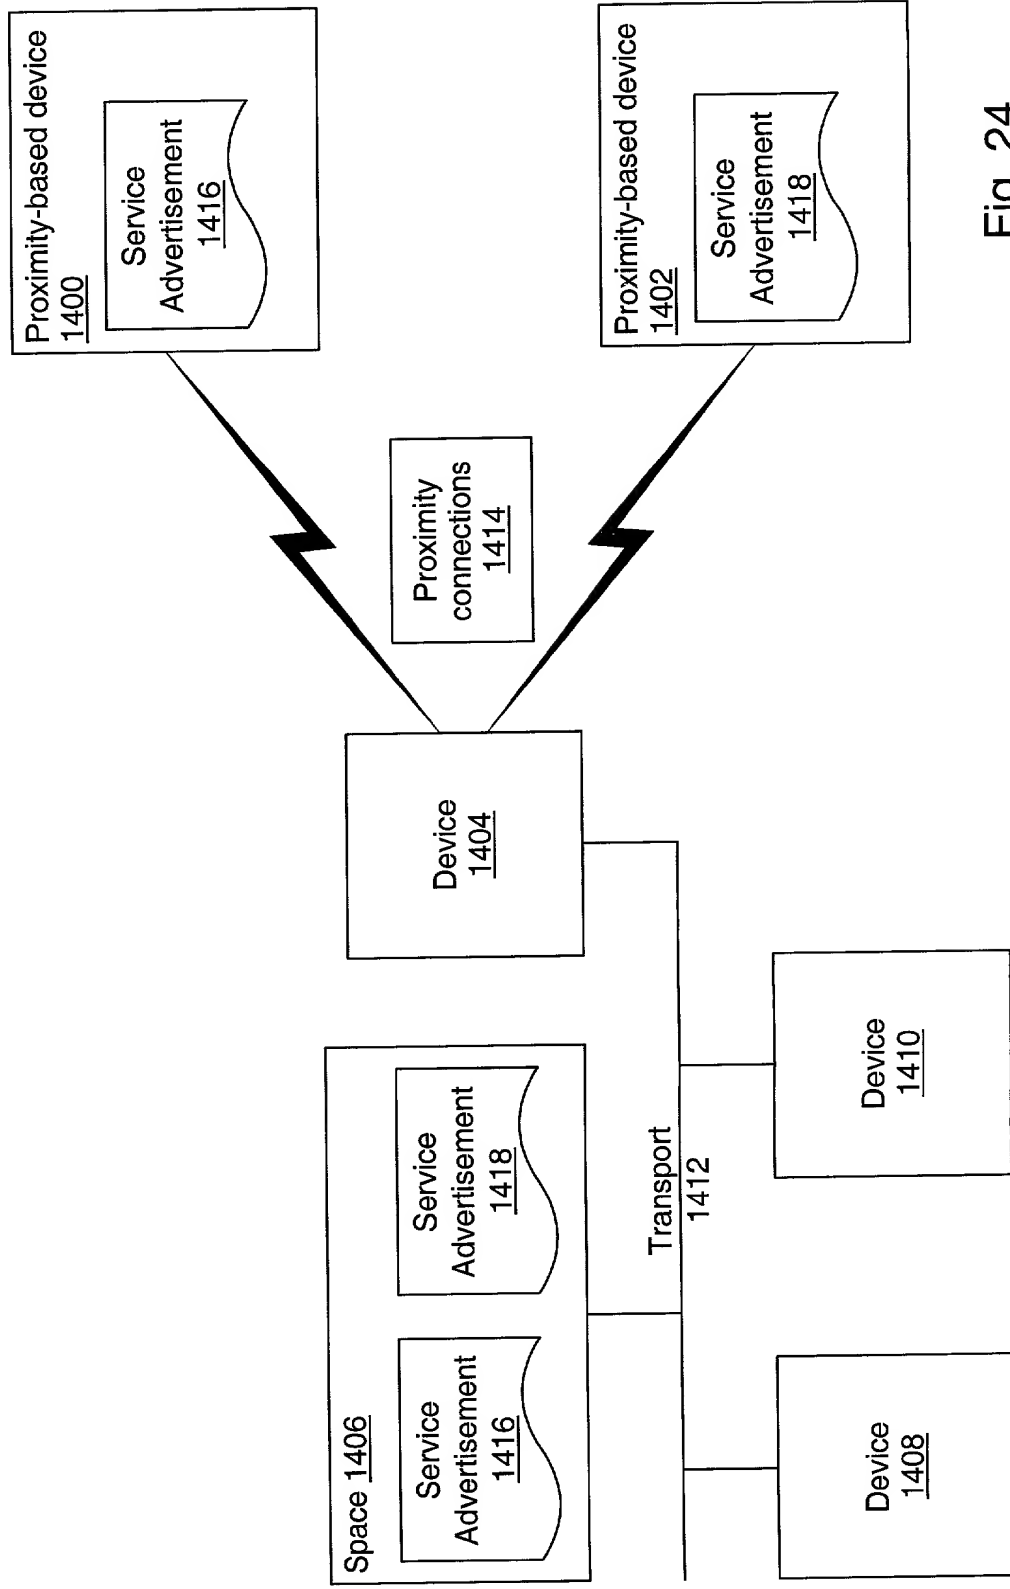 Proximity-based device
1400
Service
Advertisement
1416
Proximity-based device
1402
Service
Advertisement
1418
Proximity
connections
1414
Device
1404
Space 1406
Service
Advertisement
1416
Service
Advertisement
1418
Transport
1412
Device
1408
Device
1410
Fig. 24